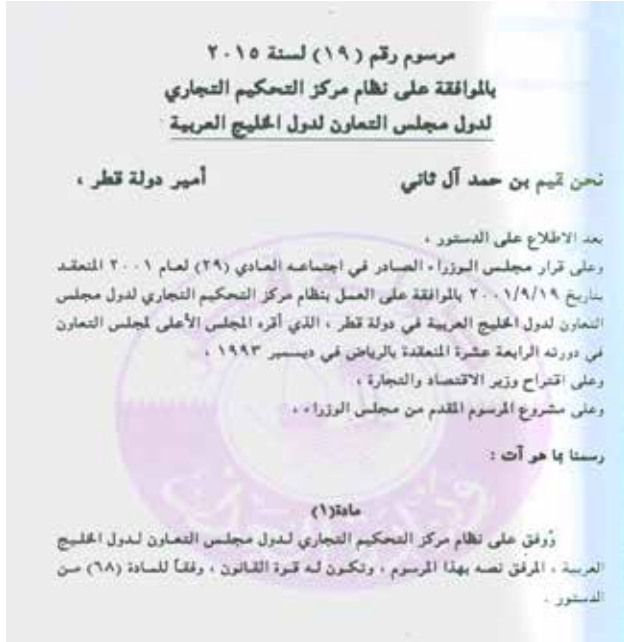 مرسوم رقم (١٩) لسنة ٢٠١٥
بالموافقة على نظام مركز التحكيم التجاري
لدول مجلس التعاون لدول الخليج العربية
نحن تميم بن حمد آل ثاني أمير دولة قطر ،
بعد الاطلاع على الدستور ،
وعلى قرار مجلس الوزراء الصادر في اجتماعه العادي (٢٩) لعام ٢٠٠١ المنعقد
بتاريخ ٢٠٠١/٩/١٩ بالموافقة على العمل بنظام مركز التحكيم التجاري لدول مجلس
التعاون لدول الخليج العربية في دولة قطر ، الذي أقره المجلس الأعلى لمجلس التعاون
في دورته الرابعة عشرة المنعقدة بالرياض في ديسمبر ١٩٩٣ ،
وعلى اقتراح وزير الاقتصاد والتجارة ،
وعلى مشروع المرسوم المقدم من مجلس الوزراء ،
رسمنا بما هو آت :
مادة(١)
وُوفق على نظام مركز التحكيم التجاري لدول مجلس التعاون لدول الخليج
العربية ، المرفق نصه بهذا المرسوم ، وتكون له قوة القانون ، وفقاً للمادة (٦٨) من
الدستور .